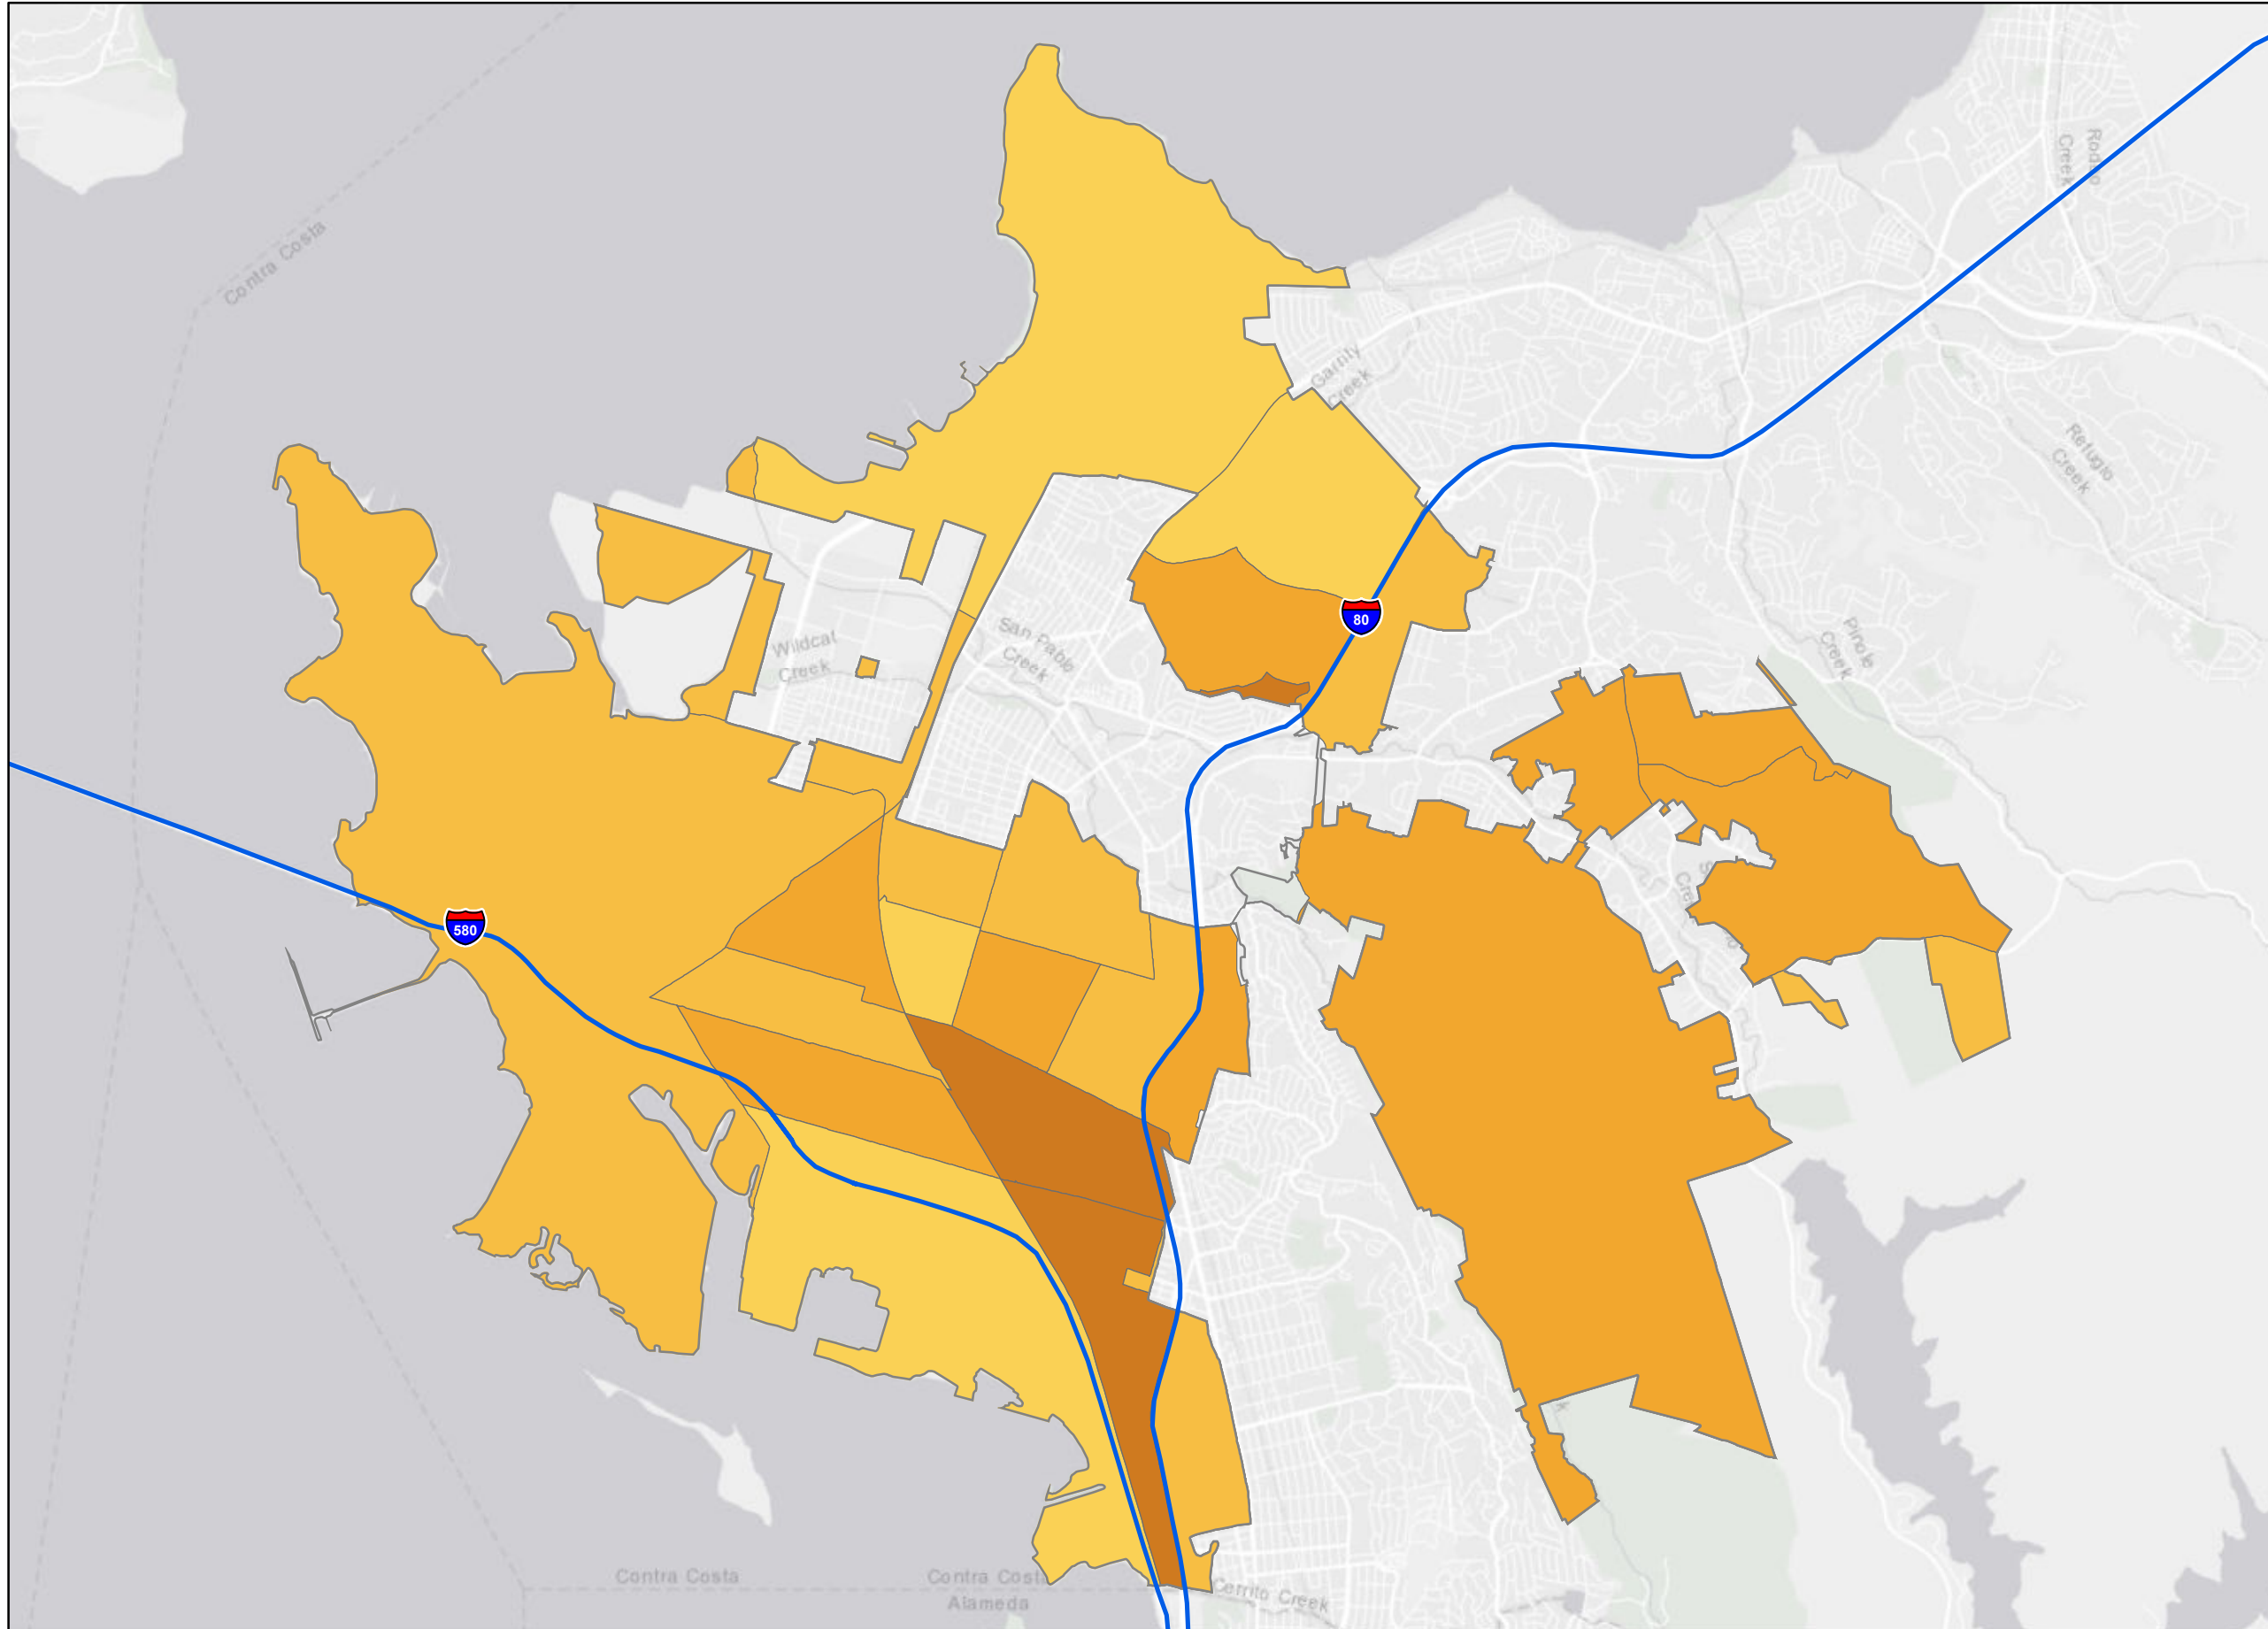 Rodeo
Creek
Contra Costa
Garrity
Creek
Refugio
Creek
80
San Pablo
Creek
Wildcat
Creek
Pinole
Creek
580
Contra Costa
Contra Costa
Alameda
Cerrito Creek